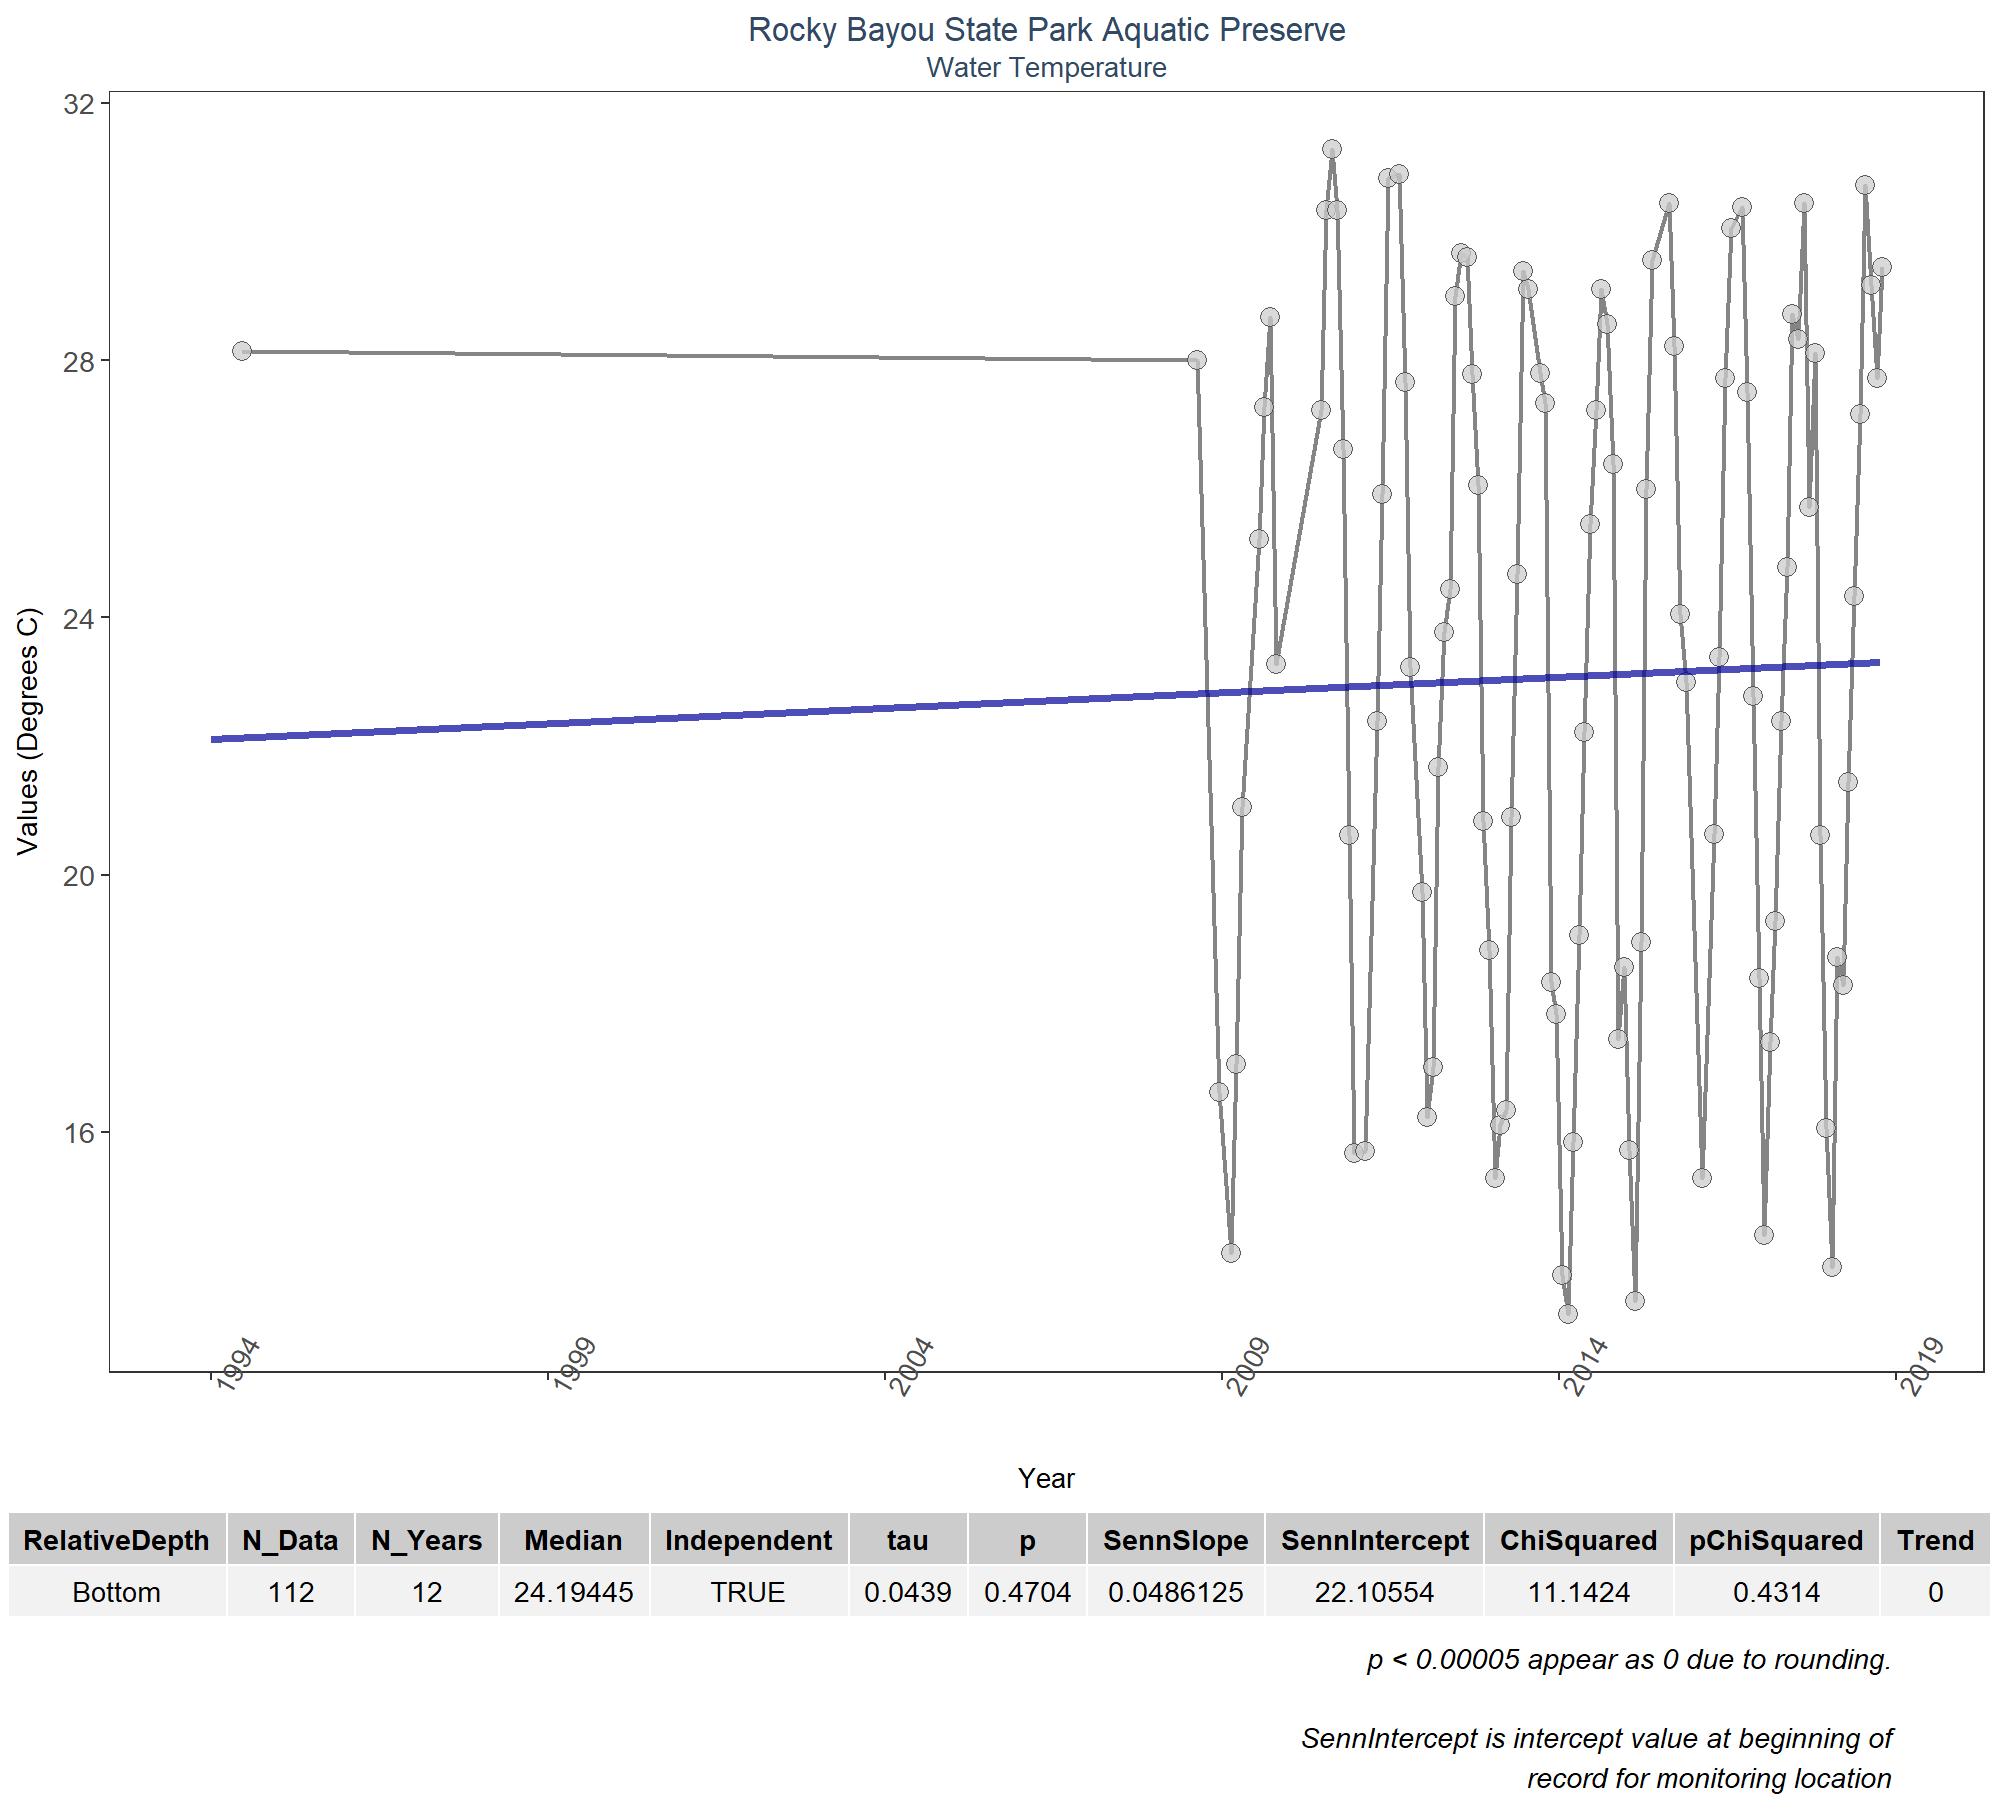 Rocky Bayou State Park Aquatic Preserve
Water Temperature
32
28
24
20
16
Values (Degrees C)
1994
1999
2004
2009
2014
2019
Year
RelativeDepth N_Data N_Years Median Independent tau p SennSlope SennIntercept ChiSquared pChiSquared Trend
Bottom 112 12 24.19445 TRUE 0.0439 0.4704 0.0486125 22.10554 11.1424 0.4314 0
p < 0.00005 appear as 0 due to rounding.
SennIntercept is intercept value at beginning of
record for monitoring location